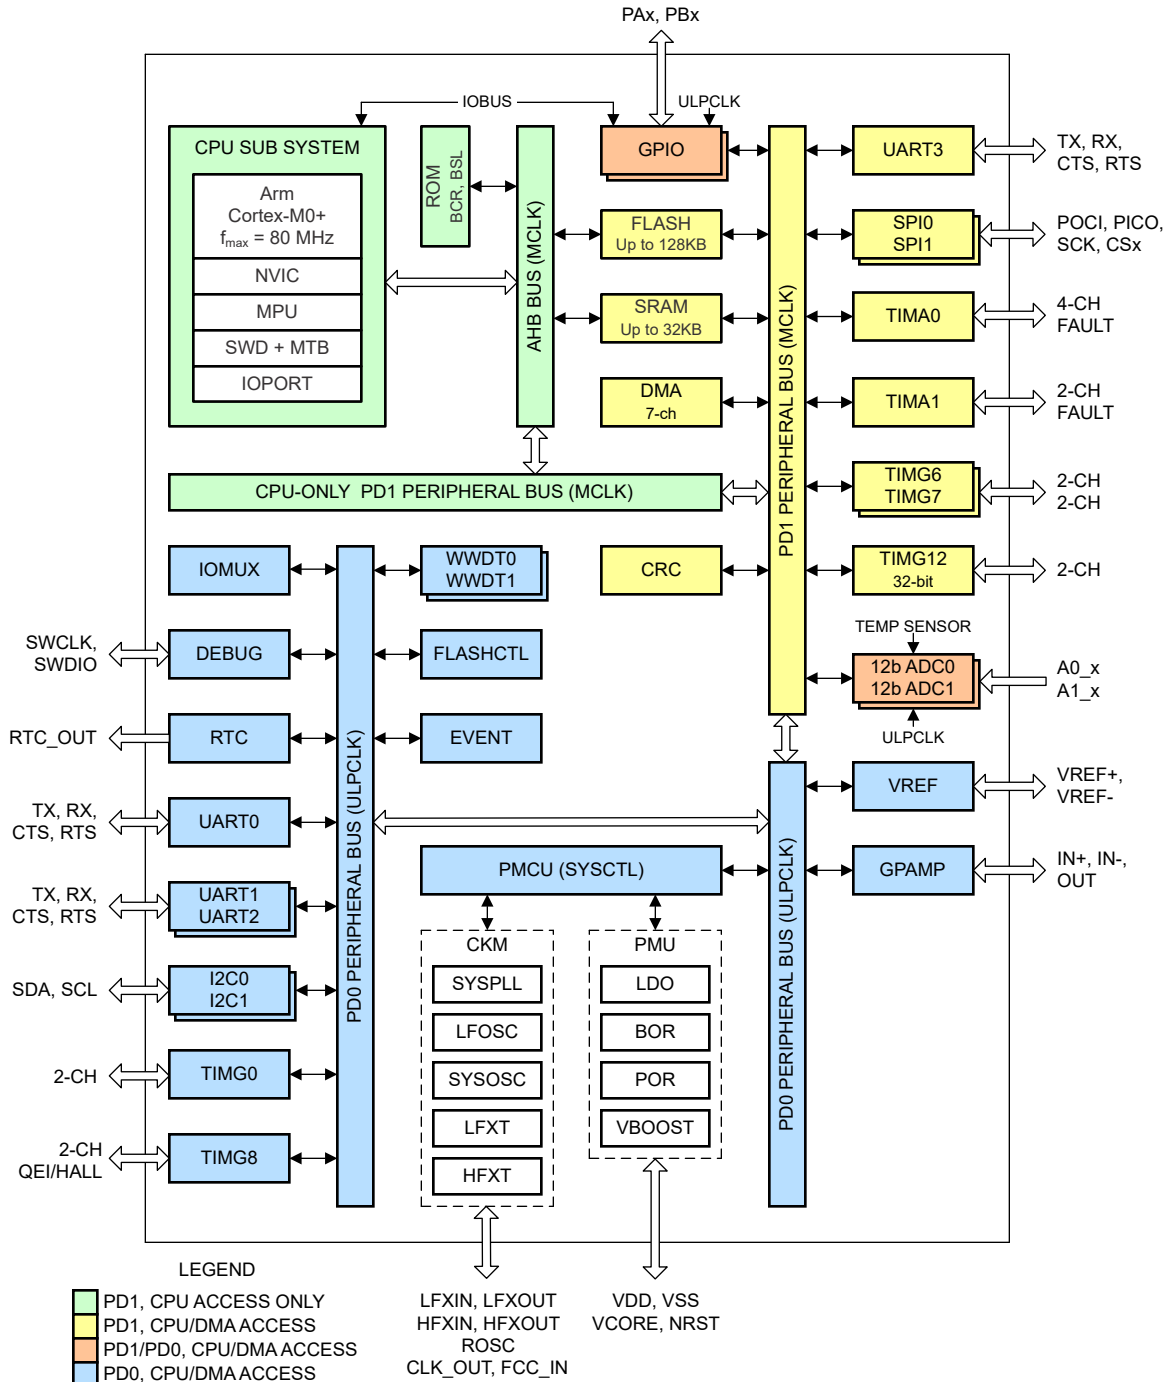 PAx, PBx
IOBUS
ULPCLK
CPU SUB SYSTEM
Arm
Cortex-M0+
fmax = 80 MHz
NVIC
MPU
SWD + MTB
IOPORT
ROM
BCR, BSL
AHB BUS (MCLK)
GPIO
FLASH
Up to 128KB
SRAM
Up to 32KB
DMA
7-ch
PD1 PERIPHERAL BUS (MCLK)
UART3
TX, RX,
CTS, RTS
SPI0
SPI1
POCI, PICO,
SCK, CSx
TIMA0
4-CH
FAULT
TIMA1
2-CH
FAULT
CPU-ONLY PD1 PERIPHERAL BUS (MCLK)
TIMG6
TIMG7
2-CH
2-CH
CRC
TIMG12
32-bit
2-CH
TEMP SENSOR
12b ADC0
12b ADC1
A0_x
A1_x
ULPCLK
IOMUX
WWDT0
WWDT1
SWCLK,
SWDIO
DEBUG
FLASHCTL
RTC_OUT
RTC
EVENT
PD0 PERIPHERAL BUS (ULPCLK)
TX, RX,
CTS, RTS
UART0
TX, RX,
CTS, RTS
UART1
UART2
SDA, SCL
I2C0
I2C1
2-CH
TIMG0
2-CH
QEI/HALL
TIMG8
PMCU (SYSCTL)
CKM
SYSPLL
LFOSC
SYSOSC
LFXT
HFXT
PMU
LDO
BOR
POR
VBOOST
PD0 PERIPHERAL BUS (ULPCLK)
VREF
VREF+,
VREF-
GPAMP
IN+, IN-,
OUT
LFXIN, LFXOUT
HFXIN, HFXOUT
ROSC
CLK_OUT, FCC_IN
VDD, VSS
VCORE, NRST
LEGEND
PD1, CPU ACCESS ONLY
PD1, CPU/DMA ACCESS
PD1/PD0, CPU/DMA ACCESS
PD0, CPU/DMA ACCESS